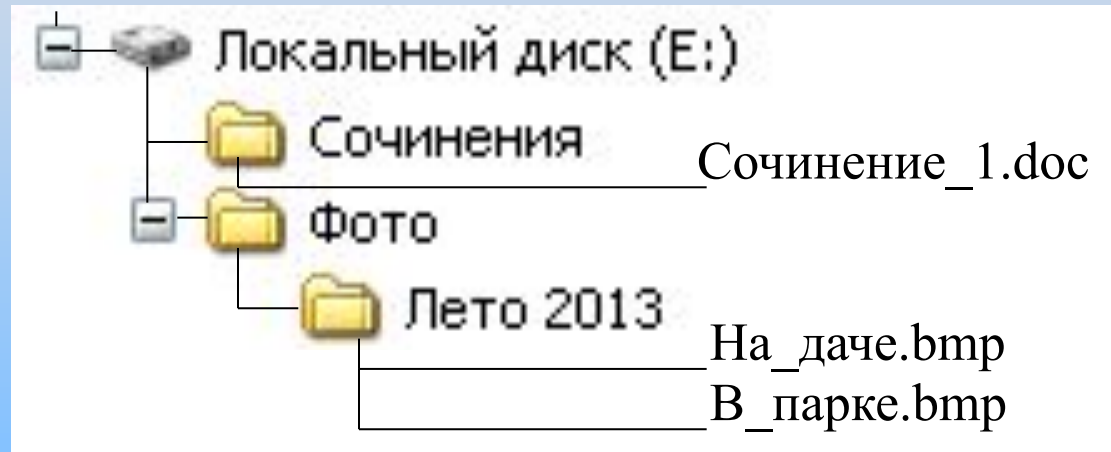 Локальный диск (E:)
Сочинения
Сочинение_1.doc
Фото
Лето 2013
На_даче.bmp
В_парке.bmp